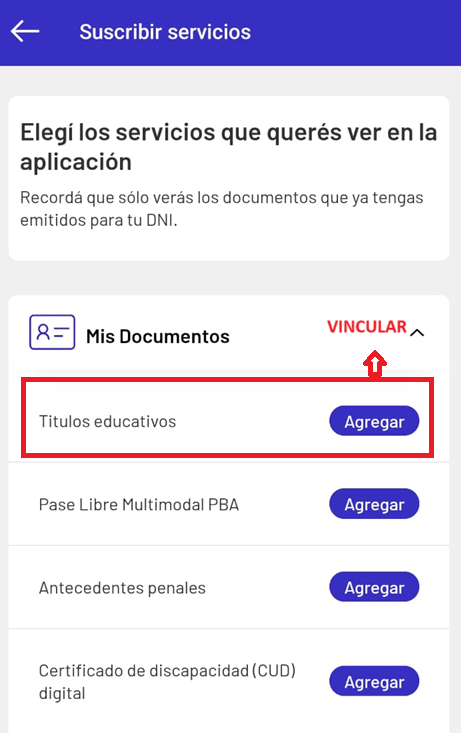 Suscribir servicios
Elegí los servicios que querés ver en la
aplicación
Recordá que sólo verás los documentos que ya tengas
emitidos para tu DNI.
Mis Documentos
VINCULAR
Titulos educativos
Agregar
Pase Libre Multimodal PBA
Agregar
Antecedentes penales
Agregar
Certificado de discapacidad (CUD)
digital
Agregar